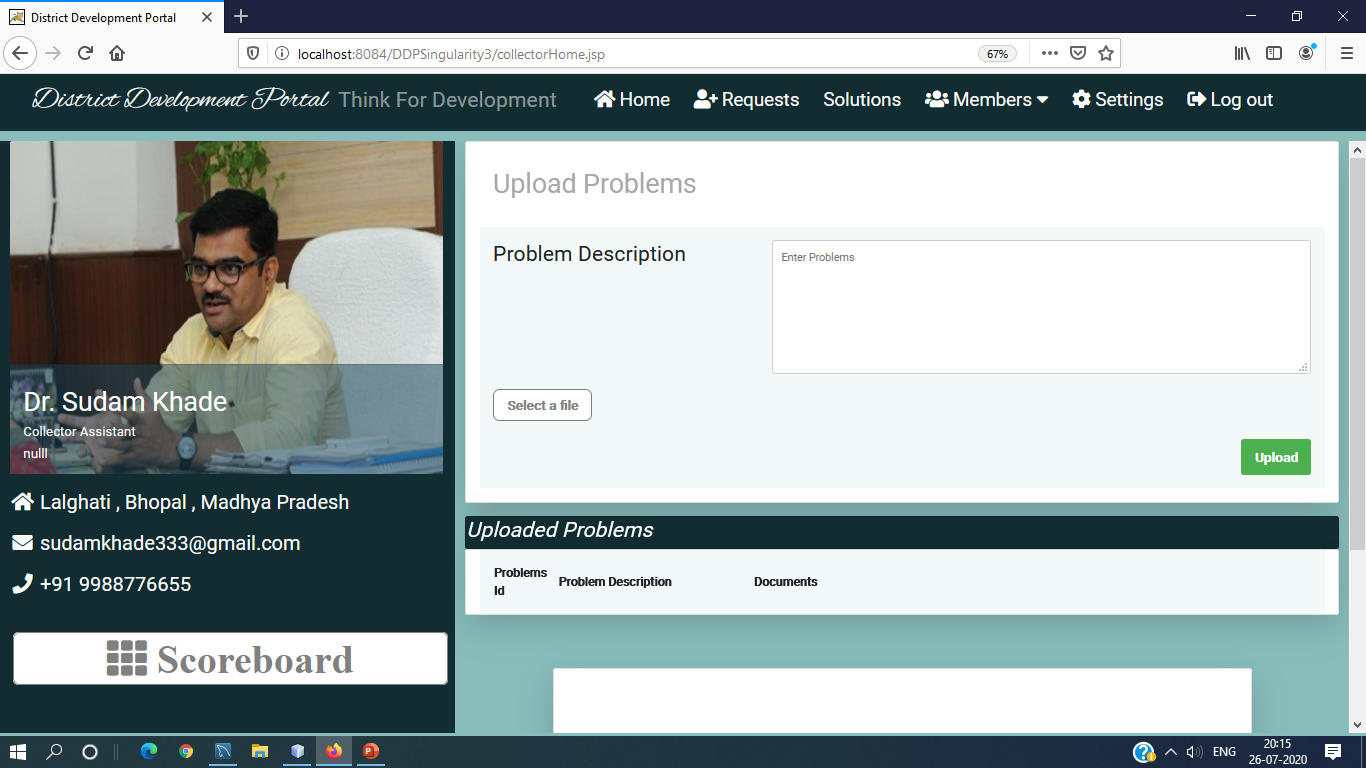 District Development Portal
localhost:8084/DDPSingularity3/collectorHome.jsp
67%
District Development Portal Think For Development Home Requests Solutions Members Settings Log out
Upload Problems
Problem Description
Enter Problems
Select a file
Upload
Dr. Sudam Khade
Collector Assistant
nulll
Lalghati , Bhopal , Madhya Pradesh
sudamkhade333@gmail.com
+91 9988776655
Scoreboard
Uploaded Problems
Problems Id Problem Description Documents
ENG
20:15
26-07-2020